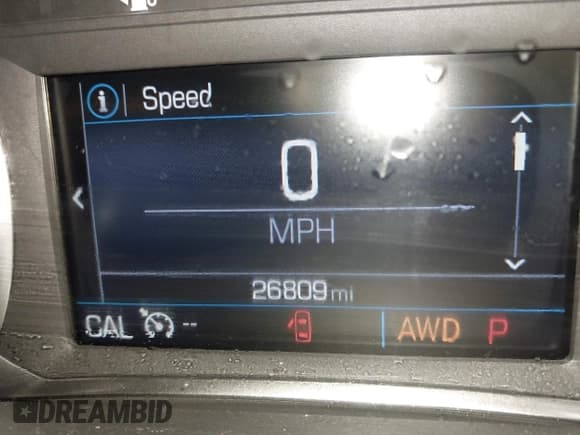 i Speed
0
MPH
26809 mi
CAL -- AWD P
DREAMBID